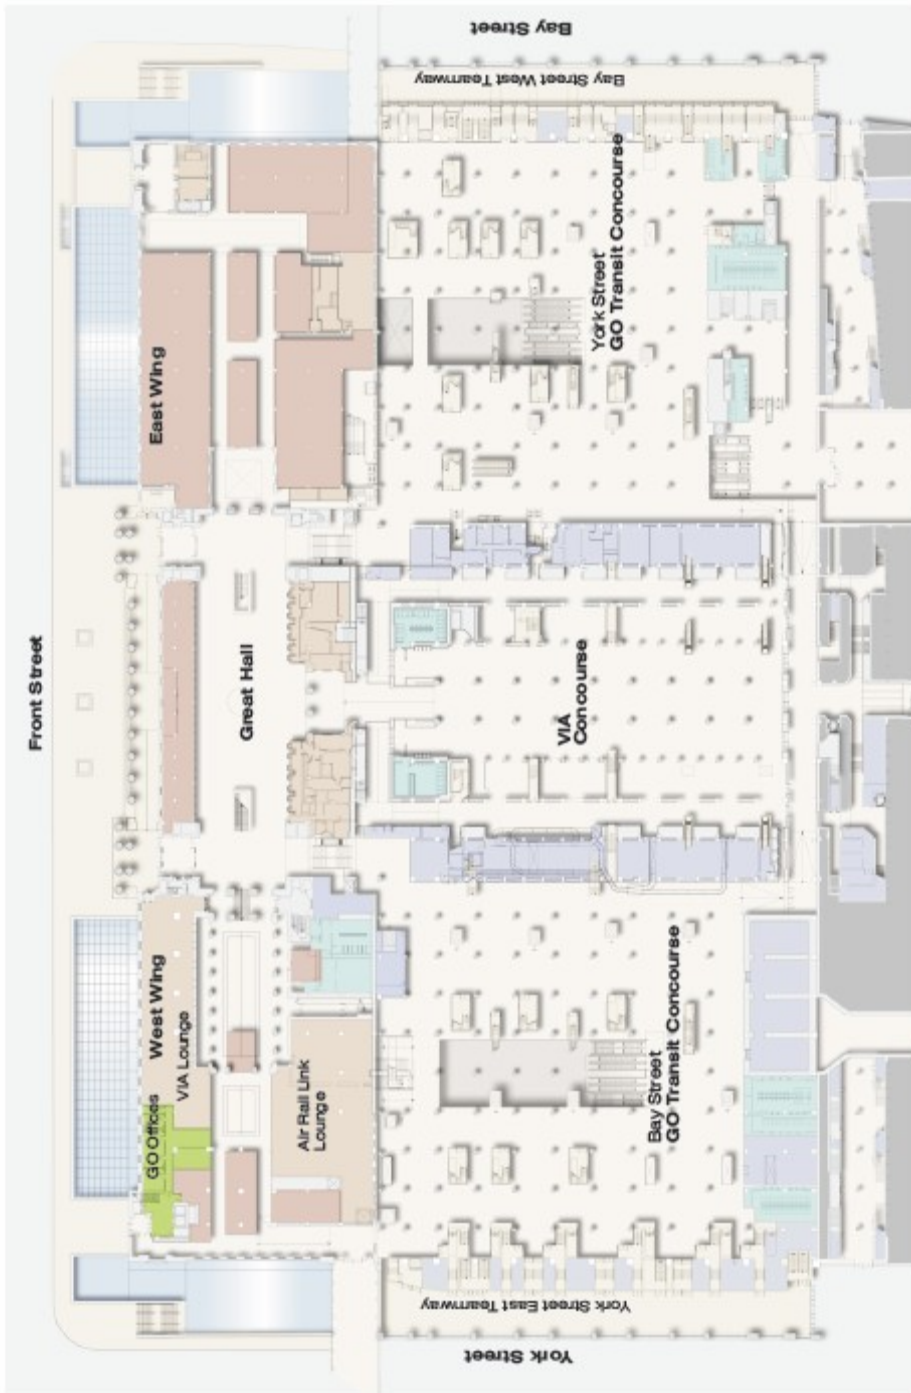 Bay Street
Bay Street West Teamway
York Street
GO Transit Concourse
East Wing
Front Street
Great Hall
VIA
Concourse
West Wing
VIA Lounge
GO Offices
Air Rail Link
Lounge
Bay Street
GO Transit Concourse
York Street East Teamway
York Street